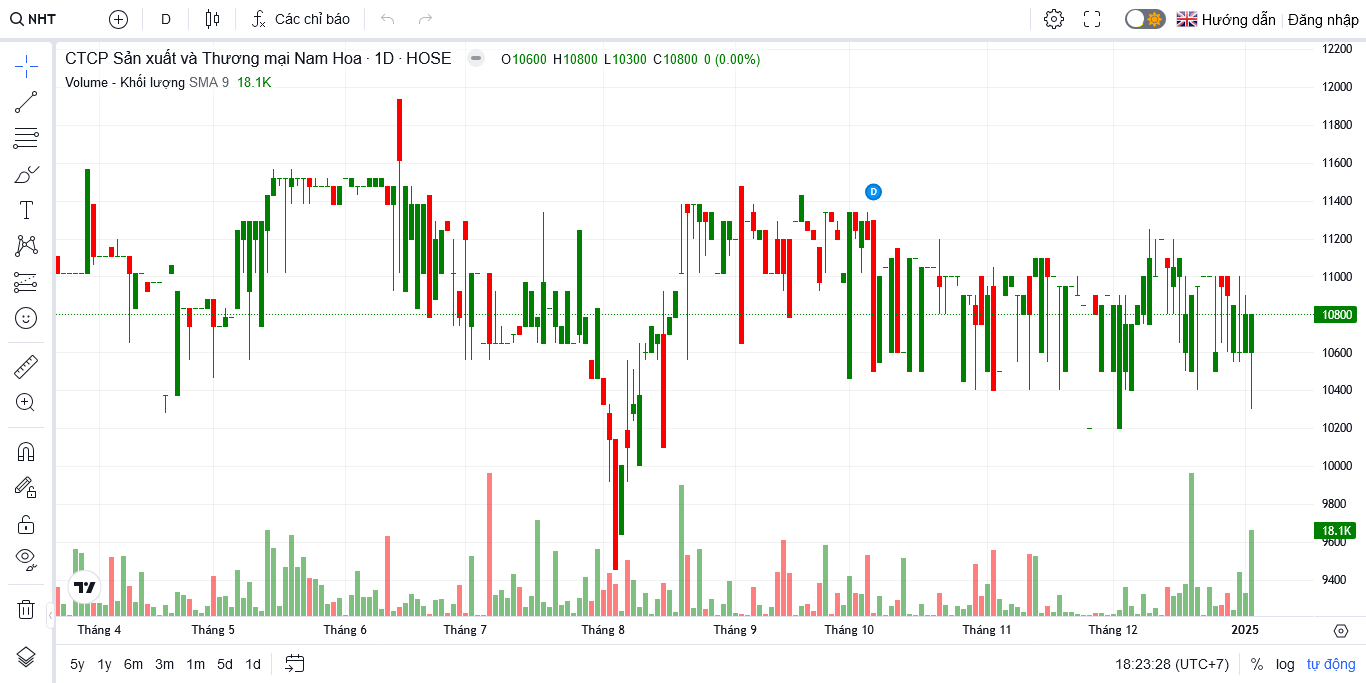 NHT D Các chỉ báo Hướng dẫn Đăng nhập
CTCP Sản xuất và Thương mại Nam Hoa · 1D · HOSE O10600 H10800 L10300 C10800 0 (0.00%)
Volume - Khối lượng SMA 9 18.1K
D
12200
12000
11800
11600
11400
11200
11000
10800
10600
10400
10200
10000
9800
18.1K
9600
9400
Tháng 4 Tháng 5 Tháng 6 Tháng 7 Tháng 8 Tháng 9 Tháng 10 Tháng 11 Tháng 12 2025
5y 1y 6m 3m 1m 5d 1d 18:23:28 (UTC+7) % log tự động